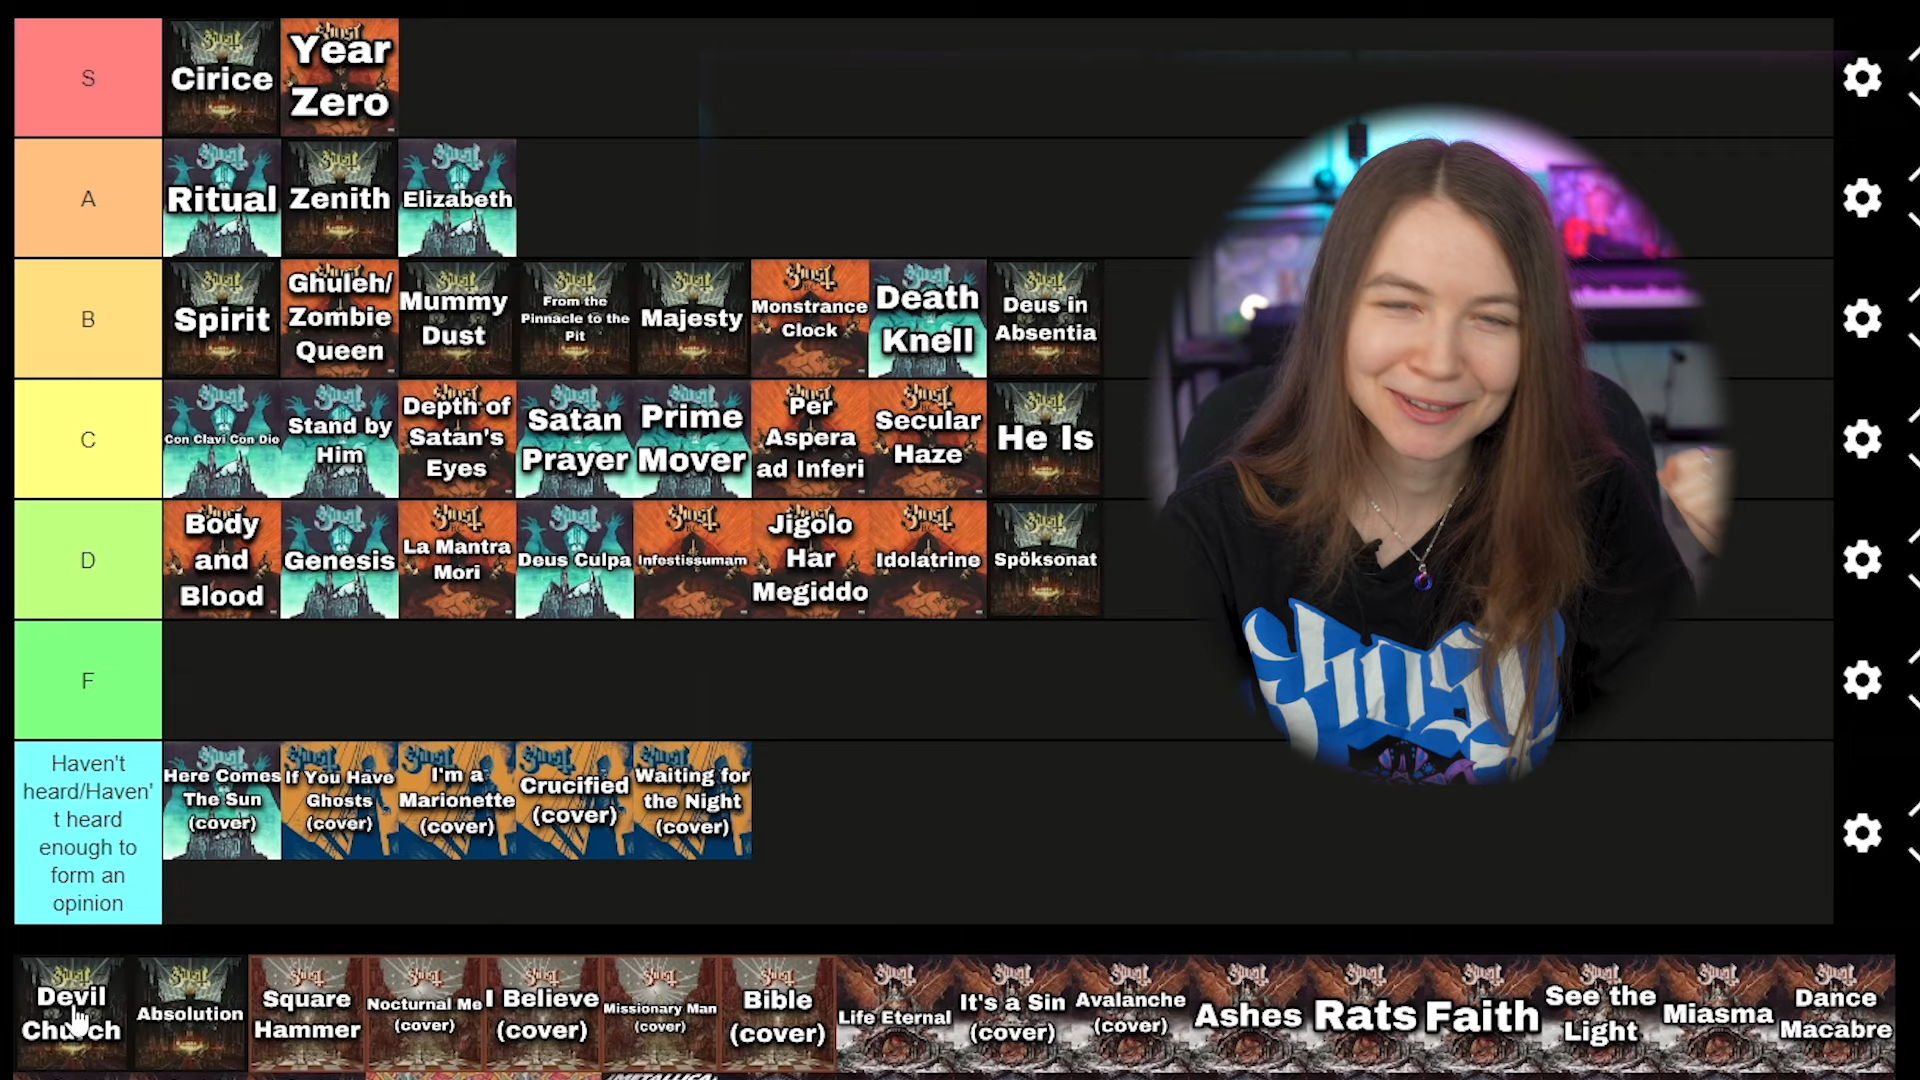 S
Cirice
Year
Zero
A
Ritual
Zenith
Elizabeth
B
Spirit
Ghuleh/
Zombie
Queen
Mummy
Dust
From the
Pinnacle to the
Pit
Majesty
Monstrance
Clock
Death
Knell
Deus in
Absentia
C
Con Clavi Con Dio
Stand by
Him
Depth of
Satan's
Eyes
Satan
Prayer
Prime
Mover
Per
Aspera
ad Inferi
Secular
Haze
He Is
D
Body
and
Blood
Genesis
La Mantra
Mori
Deus Culpa
Infestissumam
Jigolo
Har
Megiddo
Idolatrine
Spöksonat
Ghost
F
Haven't
heard/Haven'
t heard
enough to
form an
opinion
Here Comes
The Sun
(cover)
If You Have
Ghosts
(cover)
I'm a
Marionette
(cover)
Crucified
(cover)
Waiting for
the Night
(cover)
Devil
Church
Absolution
Square
Hammer
Nocturnal Me
(cover)
I Believe
(cover)
Missionary Man
(cover)
Bible
(cover)
Life Eternal
It's a Sin
(cover)
Avalanche
(cover)
Ashes
Rats
Faith
See the
Light
Miasma
Dance
Macabre
METALLICA